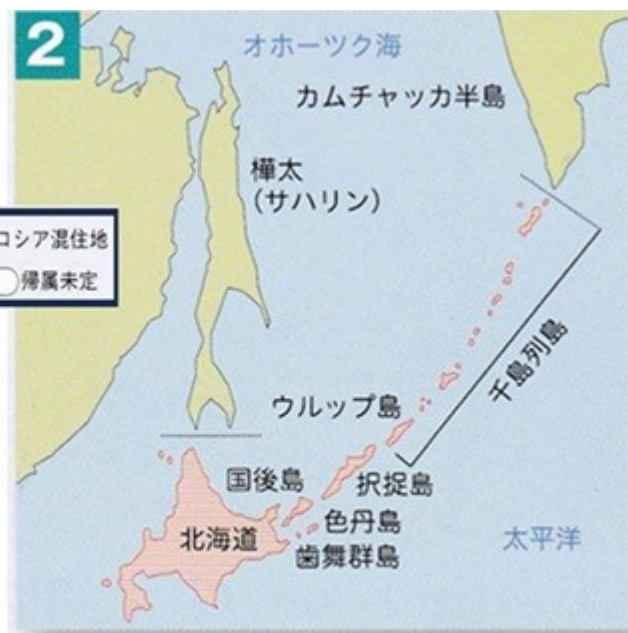 2
オホーツク海
カムチャッカ半島
樺太
(サハリン)
ロシア混住地
帰属未定
千島列島
ウルップ島
国後島
択捉島
北海道
色丹島
歯舞群島
太平洋